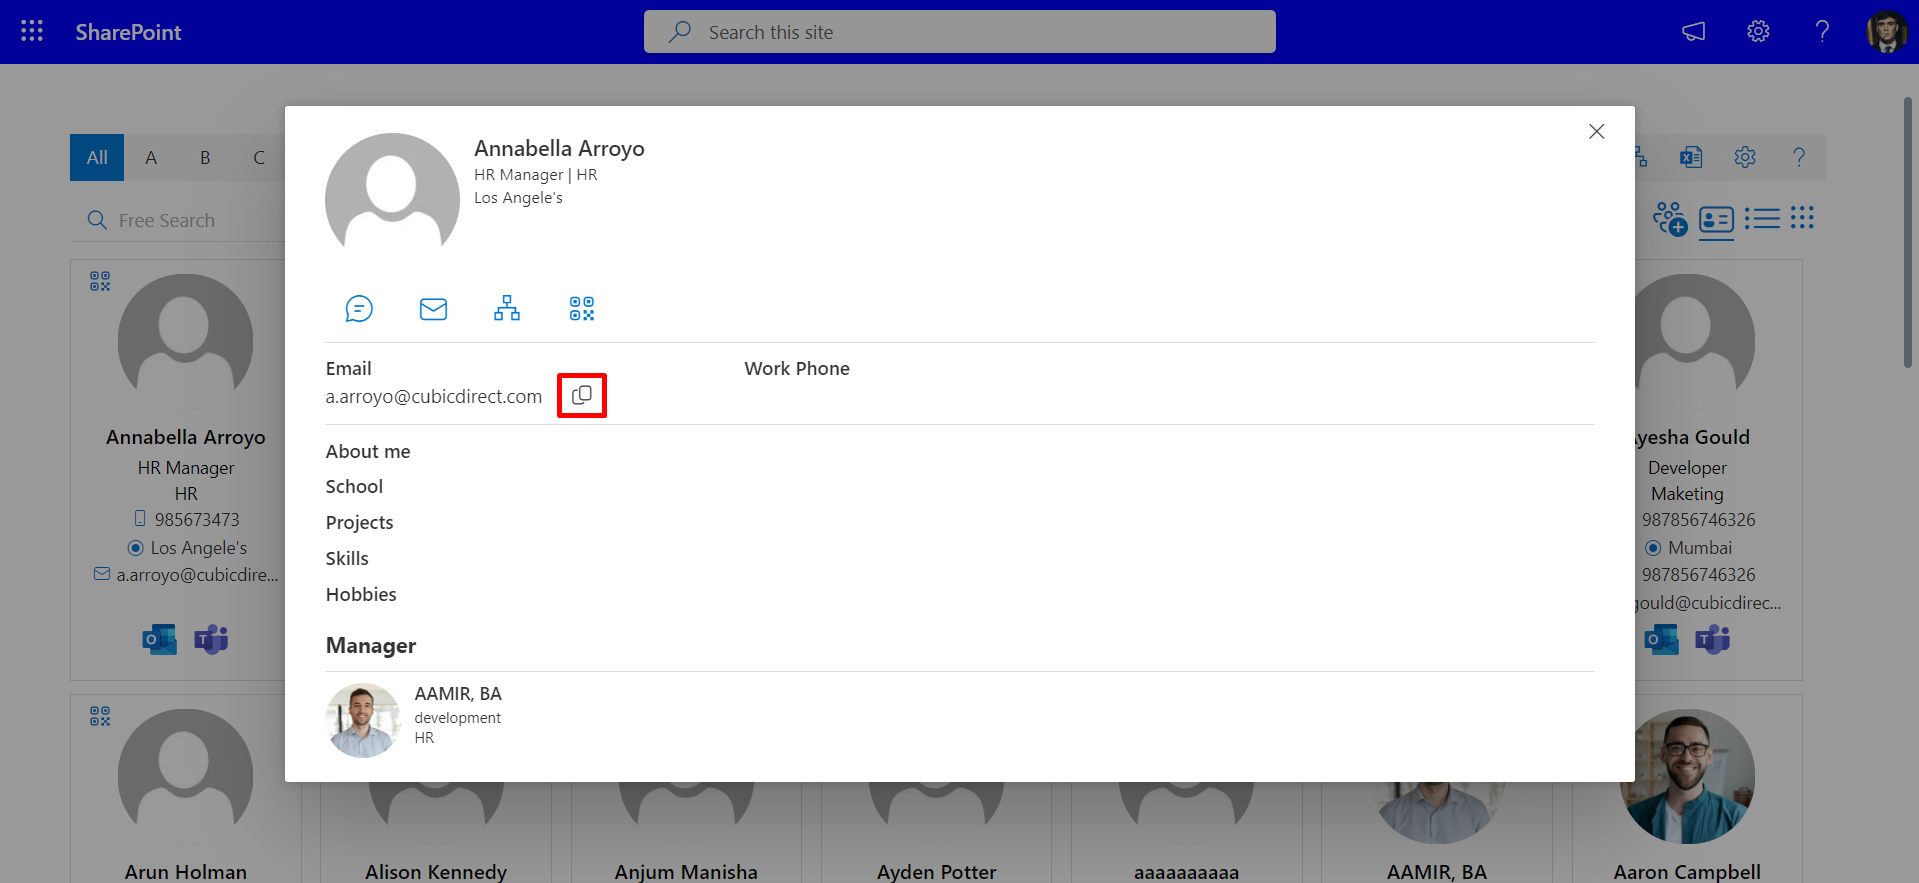 SharePoint
Search this site
All A B C
Free Search
Annabella Arroyo
HR Manager | HR
Los Angele's
Email
a.arroyo@cubicdirect.com
Work Phone
About me
School
Projects
Skills
Hobbies
Manager
AAMIR, BA
development
HR
Annabella Arroyo
HR Manager
HR
985673473
Los Angele's
a.arroyo@cubicdire...
Ayesha Gould
Developer
Maketing
987856746326
Mumbai
987856746326
gould@cubicdirec...
Arun Holman
Alison Kennedy
Anjum Manisha
Ayden Potter
aaaaaaaaaa
AAMIR, BA
Aaron Campbell